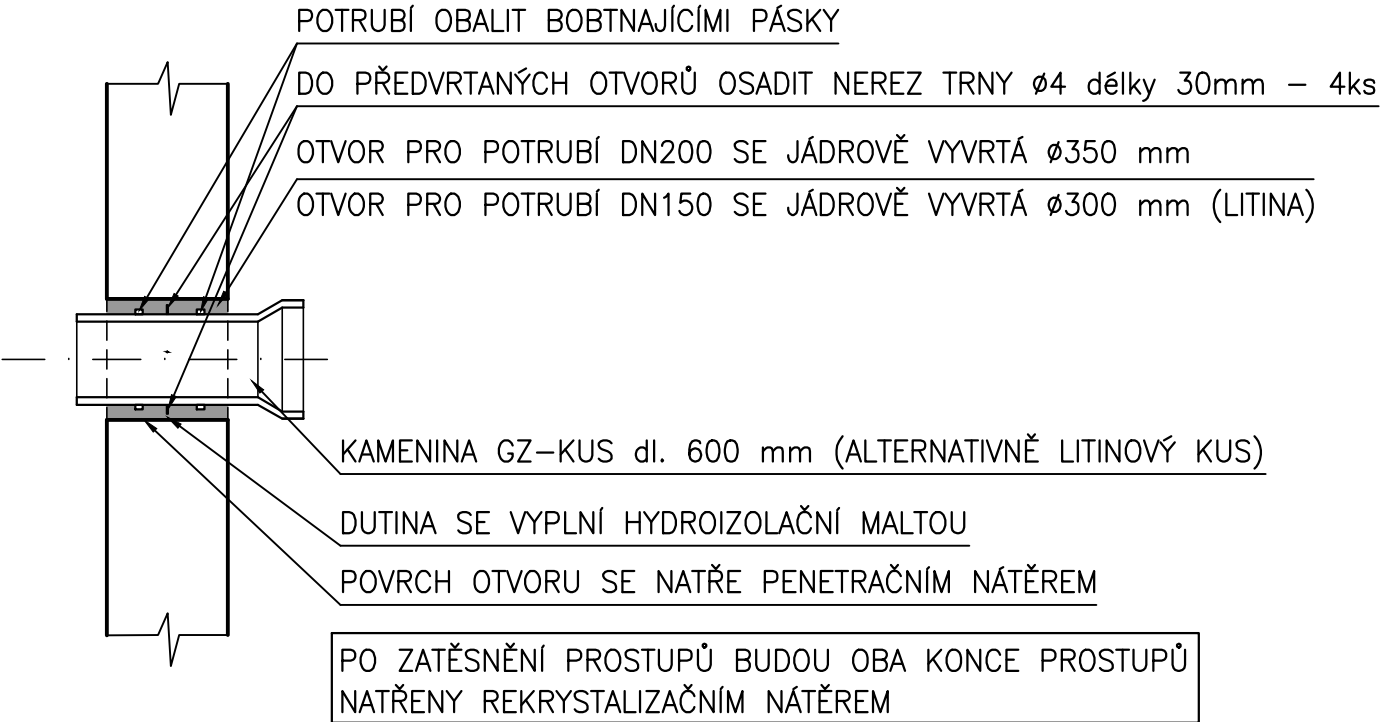 POTRUBÍ OBALIT BOBTNAJÍCÍMI PÁSKY
DO PŘEDVRTANÝCH OTVORŮ OSADIT NEREZ TRNY ø4 délky 30mm – 4ks
OTVOR PRO POTRUBÍ DN200 SE JÁDROVĚ VYVRTÁ ø350 mm
OTVOR PRO POTRUBÍ DN150 SE JÁDROVĚ VYVRTÁ ø300 mm (LITINA)
KAMENINA GZ–KUS dl. 600 mm (ALTERNATIVNĚ LITINOVÝ KUS)
DUTINA SE VYPLNÍ HYDROIZOLAČNÍ MALTOU
POVRCH OTVORU SE NATŘE PENETRAČNÍM NÁTĚREM
PO ZATĚSNĚNÍ PROSTUPŮ BUDOU OBA KONCE PROSTUPŮ
NATŘENY REKRYSTALIZAČNÍM NÁTĚREM